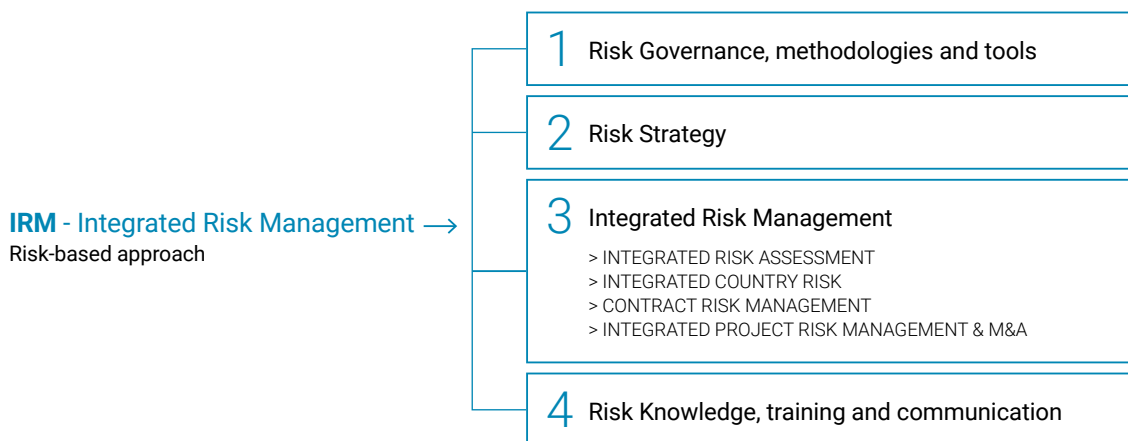 IRM - Integrated Risk Management
Risk-based approach
1 Risk Governance, methodologies and tools
2 Risk Strategy
3 Integrated Risk Management
> INTEGRATED RISK ASSESSMENT
> INTEGRATED COUNTRY RISK
> CONTRACT RISK MANAGEMENT
> INTEGRATED PROJECT RISK MANAGEMENT & M&A
4 Risk Knowledge, training and communication